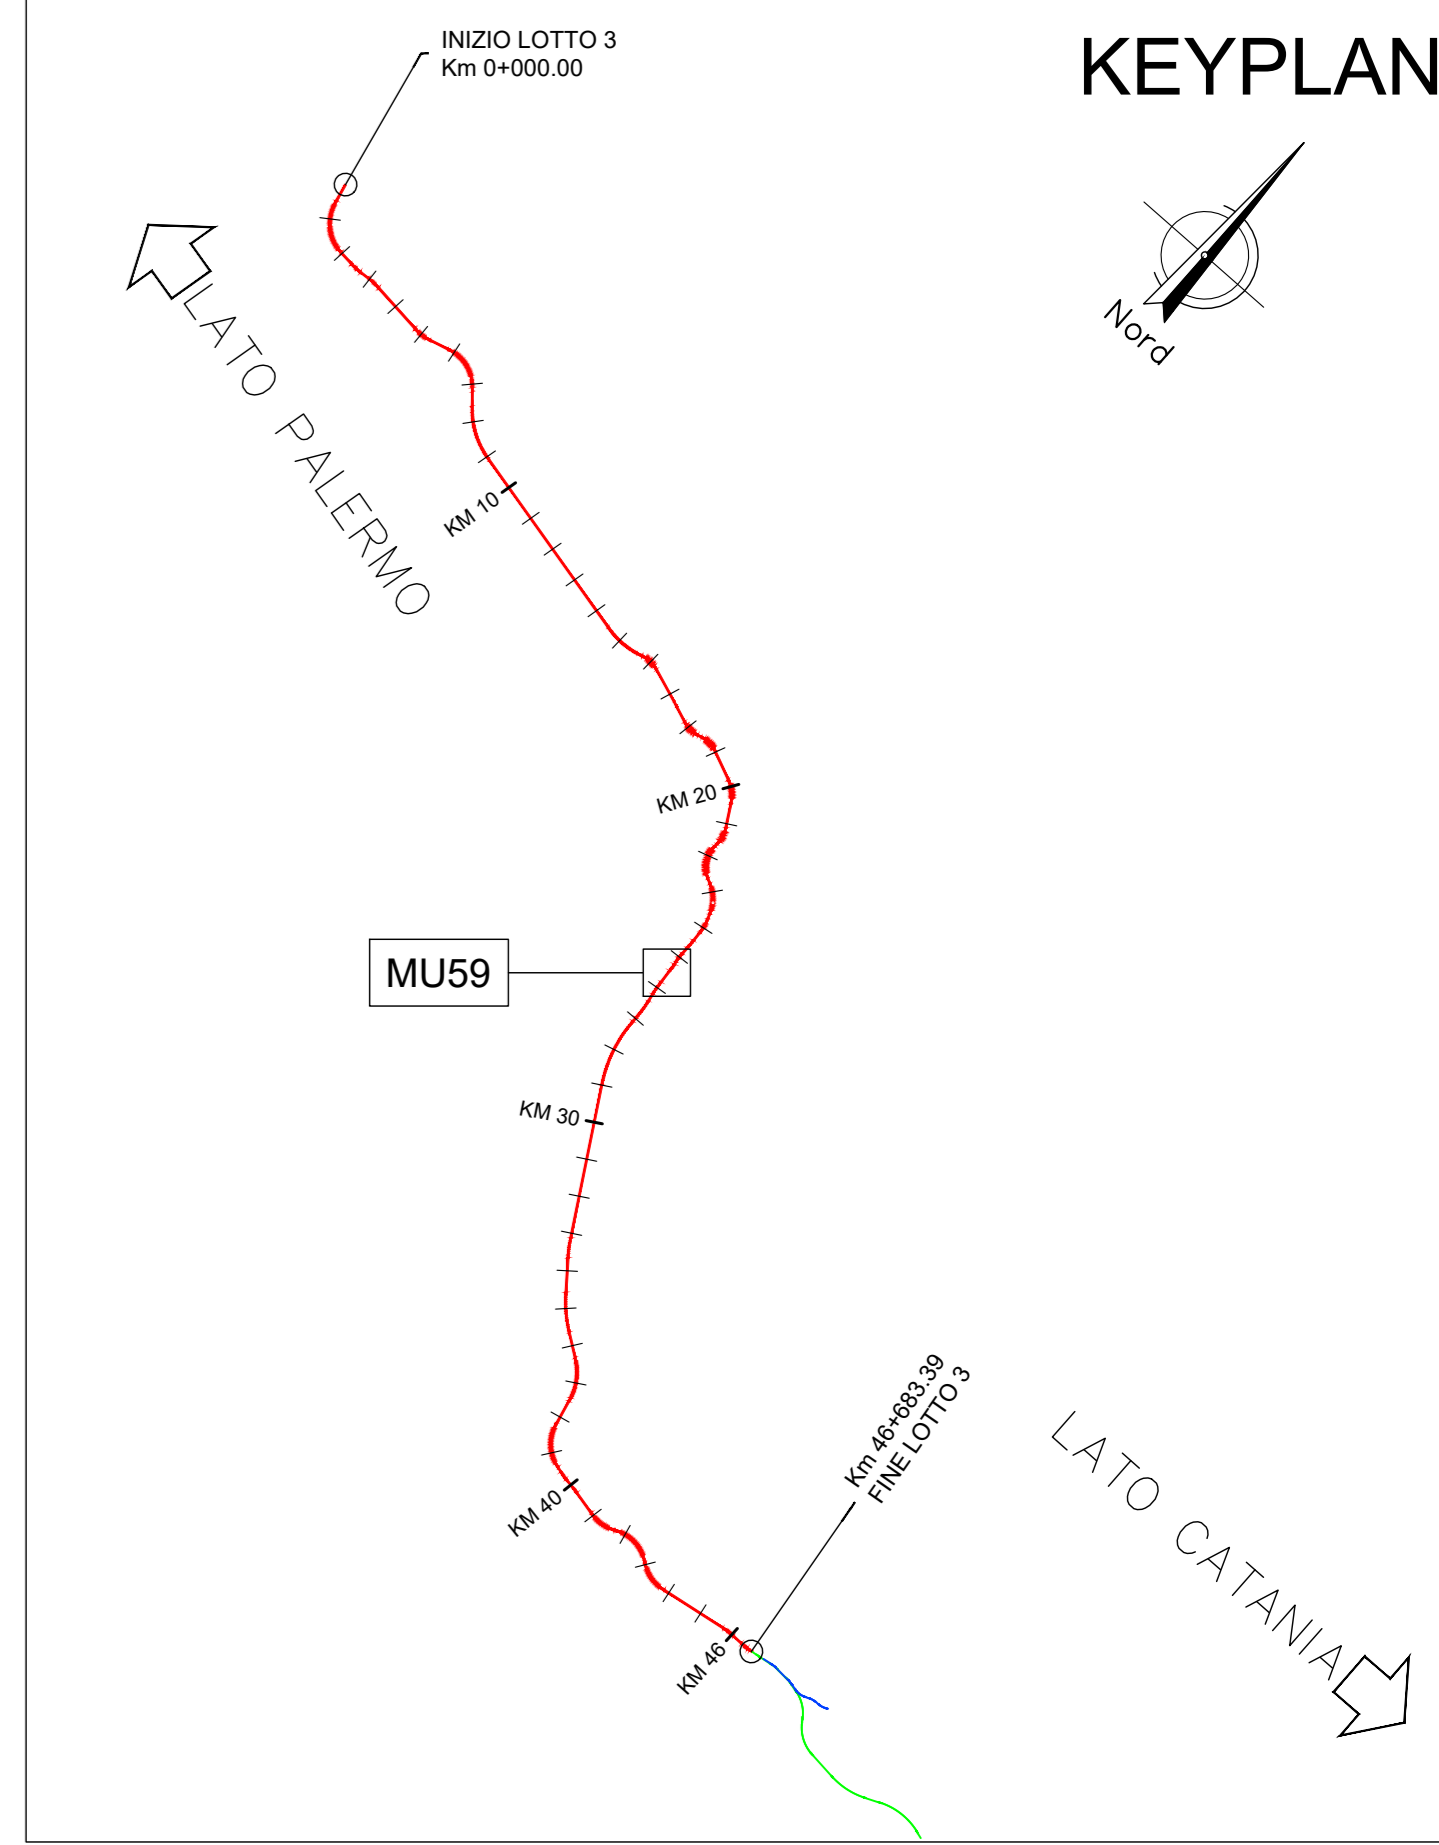 INIZIO LOTTO 3
Km 0+000.00
KEYPLAN
Nord
LATO PALERMO
KM 10
KM 20
MU59
KM 30
Km 46+683.39
FINE LOTTO 3
LATO CATANIA
KM 40
KM 46